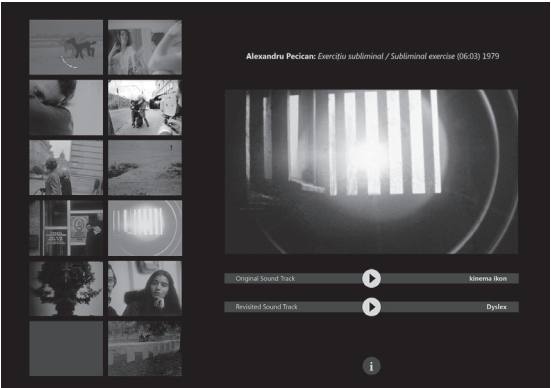 Alexandru Pecican: Exercițiu subliminal / Subliminal exercise (06:03) 1979
Original Sound Track kinema ikon
Revisited Sound Track Dyslex
i